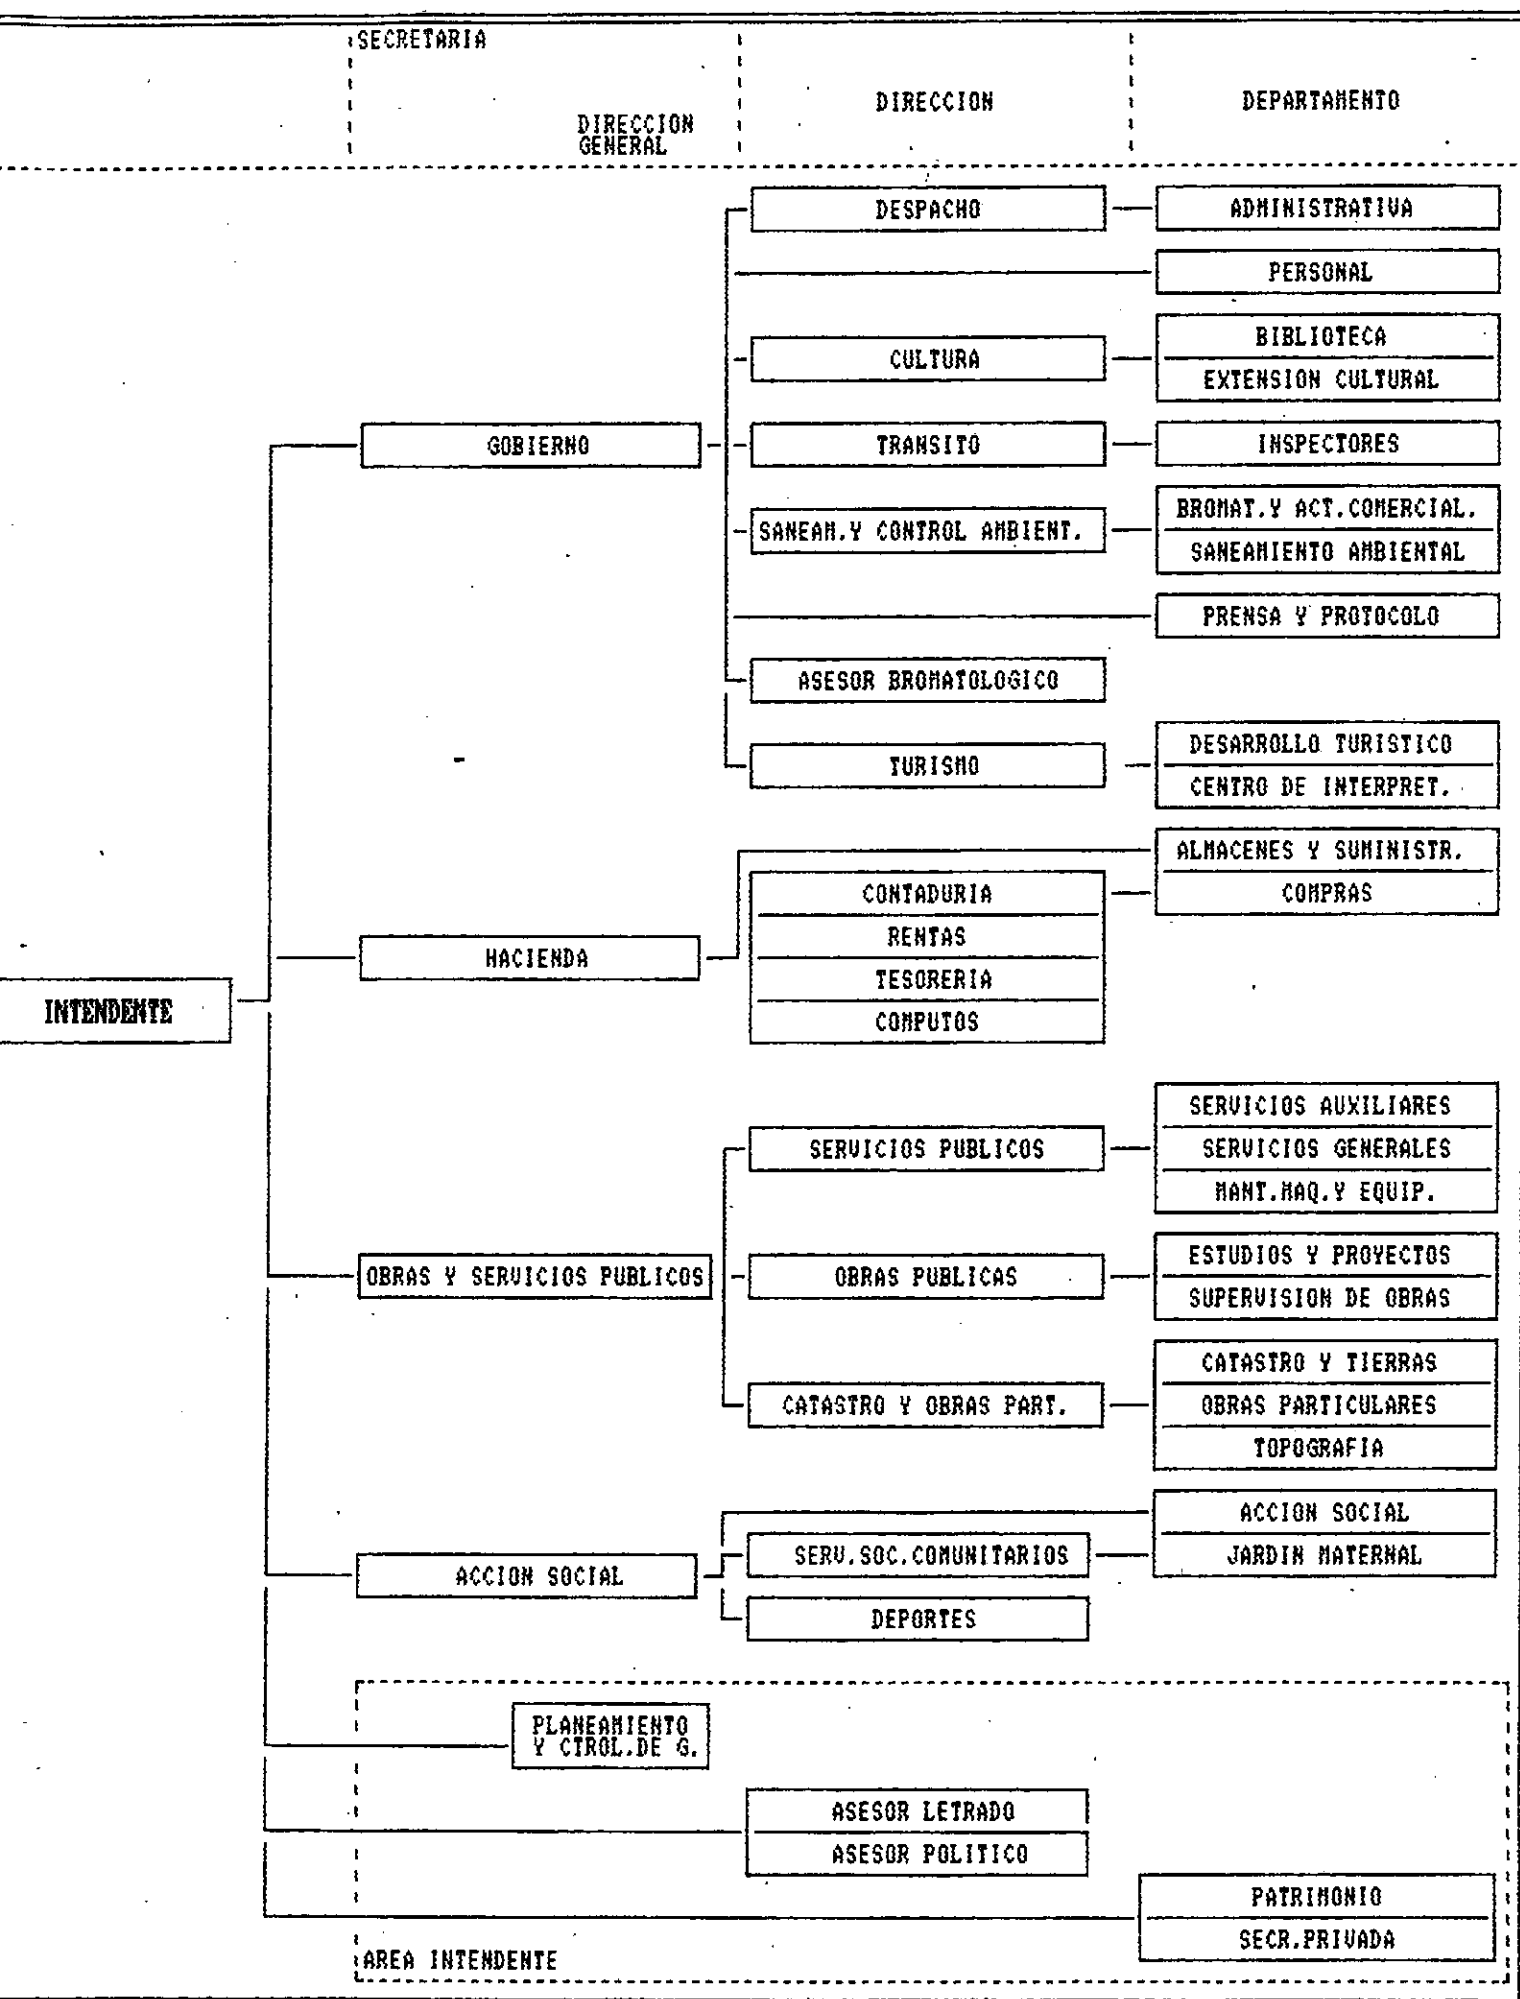 SECRETARIA
DIRECCION
GENERAL
DIRECCION
DEPARTAMENTO
DESPACHO
ADMINISTRATIVA
PERSONAL
CULTURA
BIBLIOTECA
EXTENSION CULTURAL
GOBIERNO
TRANSITO
INSPECTORES
SANEAM.Y CONTROL AMBIENT.
BROMAT.Y ACT.COMERCIAL.
SANEAMIENTO AMBIENTAL
PRENSA Y PROTOCOLO
ASESOR BROMATOLOGICO
TURISMO
DESARROLLO TURISTICO
CENTRO DE INTERPRET.
ALMACENES Y SUMINISTR.
COMPRAS
CONTADURIA
RENTAS
TESORERIA
COMPUTOS
HACIENDA
INTENDENTE
SERVICIOS PUBLICOS
SERVICIOS AUXILIARES
SERVICIOS GENERALES
MANT.MAQ.Y EQUIP.
OBRAS Y SERVICIOS PUBLICOS
OBRAS PUBLICAS
ESTUDIOS Y PROYECTOS
SUPERVISION DE OBRAS
CATASTRO Y OBRAS PART.
CATASTRO Y TIERRAS
OBRAS PARTICULARES
TOPOGRAFIA
ACCION SOCIAL
SERV.SOC.COMUNITARIOS
DEPORTES
ACCION SOCIAL
JARDIN MATERNAL
PLANEAMIENTO
Y CTROL.DE G.
ASESOR LETRADO
ASESOR POLITICO
PATRIMONIO
SECR.PRIVADA
AREA INTENDENTE